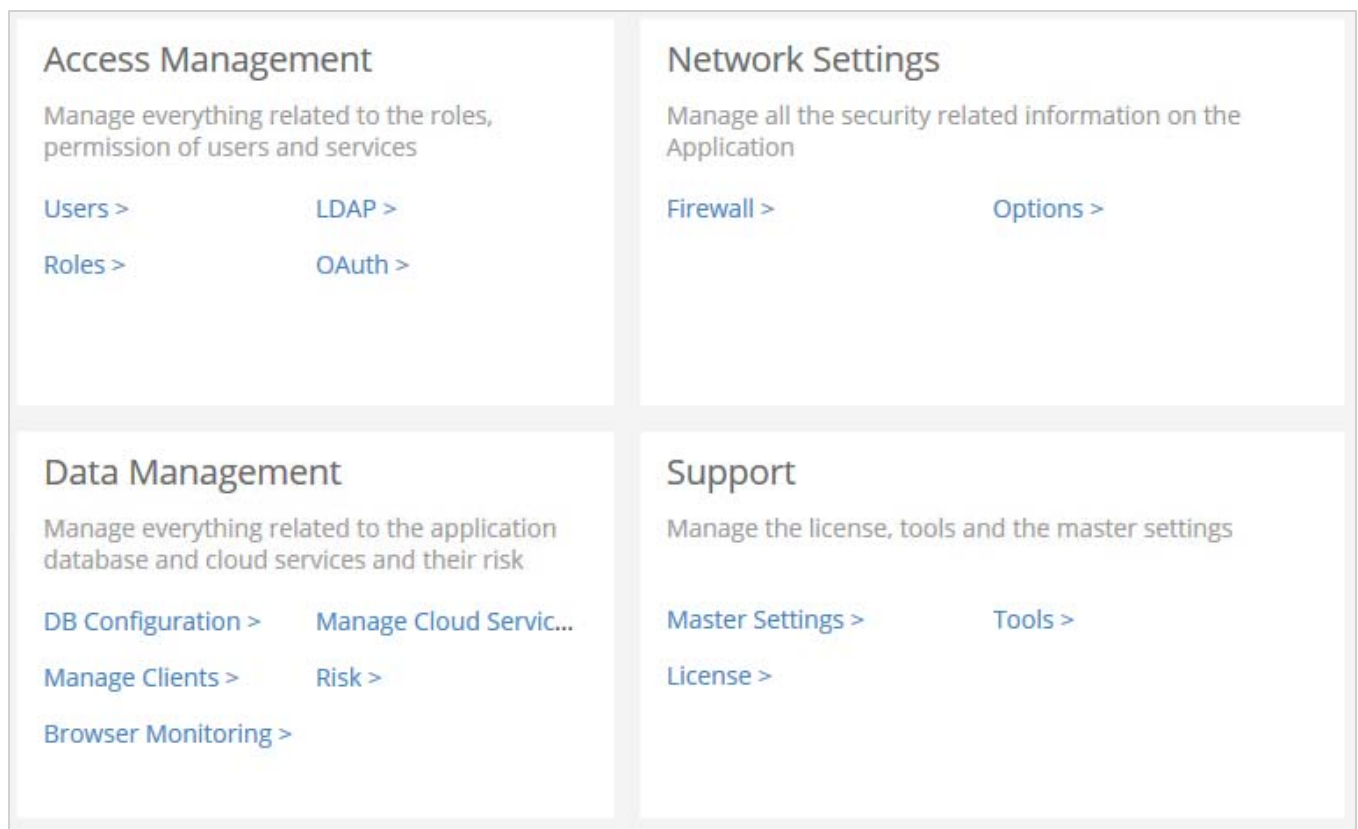 Access Management
Manage everything related to the roles,
permission of users and services
Users >
LDAP >
Roles >
OAuth >
Network Settings
Manage all the security related information on the
Application
Firewall >
Options >
Data Management
Manage everything related to the application
database and cloud services and their risk
DB Configuration >
Manage Cloud Servic...
Manage Clients >
Risk >
Browser Monitoring >
Support
Manage the license, tools and the master settings
Master Settings >
Tools >
License >